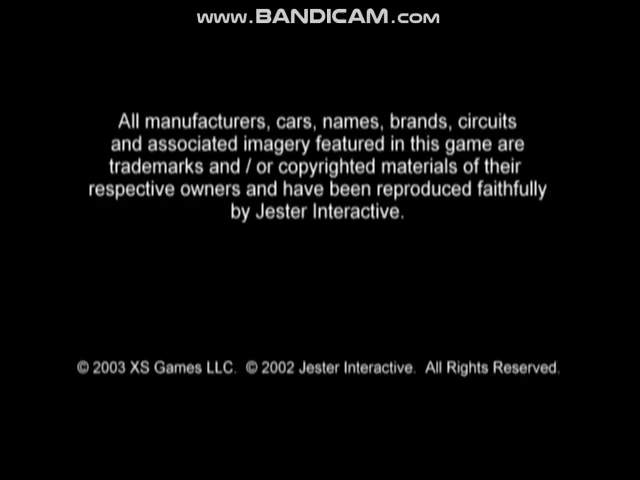 www.BANDICAM.com
All manufacturers, cars, names, brands, circuits
and associated imagery featured in this game are
trademarks and / or copyrighted materials of their
respective owners and have been reproduced faithfully
by Jester Interactive.
© 2003 XS Games LLC. © 2002 Jester Interactive. All Rights Reserved.